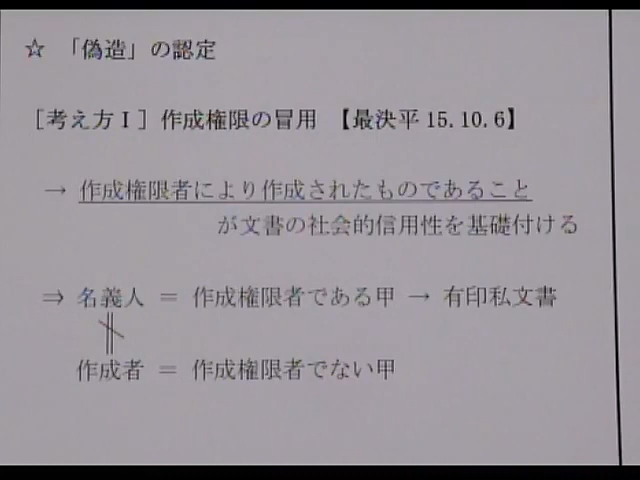 ☆ 「偽造」の認定
［考え方Ⅰ］作成権限の冒用 【最決平15.10.6】
→ 作成権限者により作成されたものであること
が文書の社会的信用性を基礎付ける
⇒ 名義人 ＝ 作成権限者である甲 → 有印私文書
作成者 ＝ 作成権限者でない甲